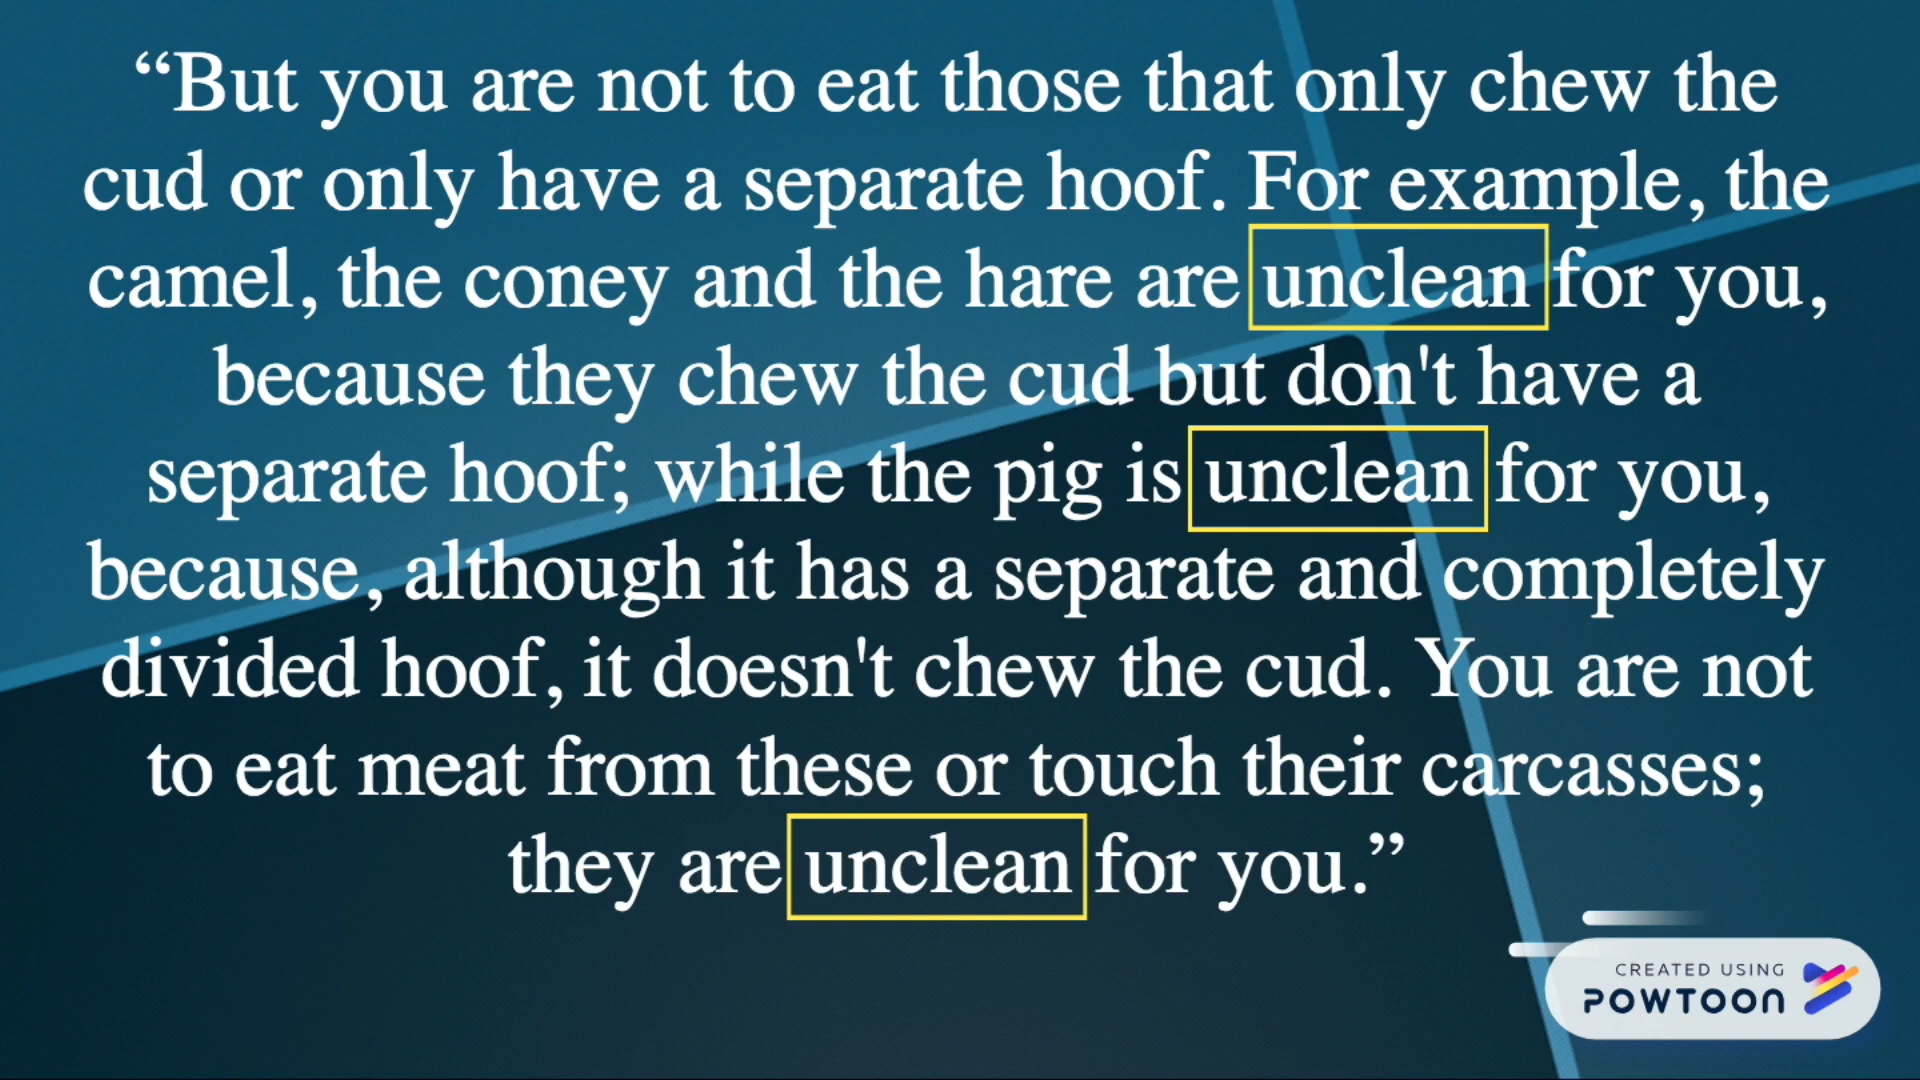 “But you are not to eat those that only chew the
cud or only have a separate hoof. For example, the
camel, the coney and the hare are unclean for you,
because they chew the cud but don't have a
separate hoof; while the pig is unclean for you,
because, although it has a separate and completely
divided hoof, it doesn't chew the cud. You are not
to eat meat from these or touch their carcasses;
they are unclean for you.”
CREATED USING
POWTOON